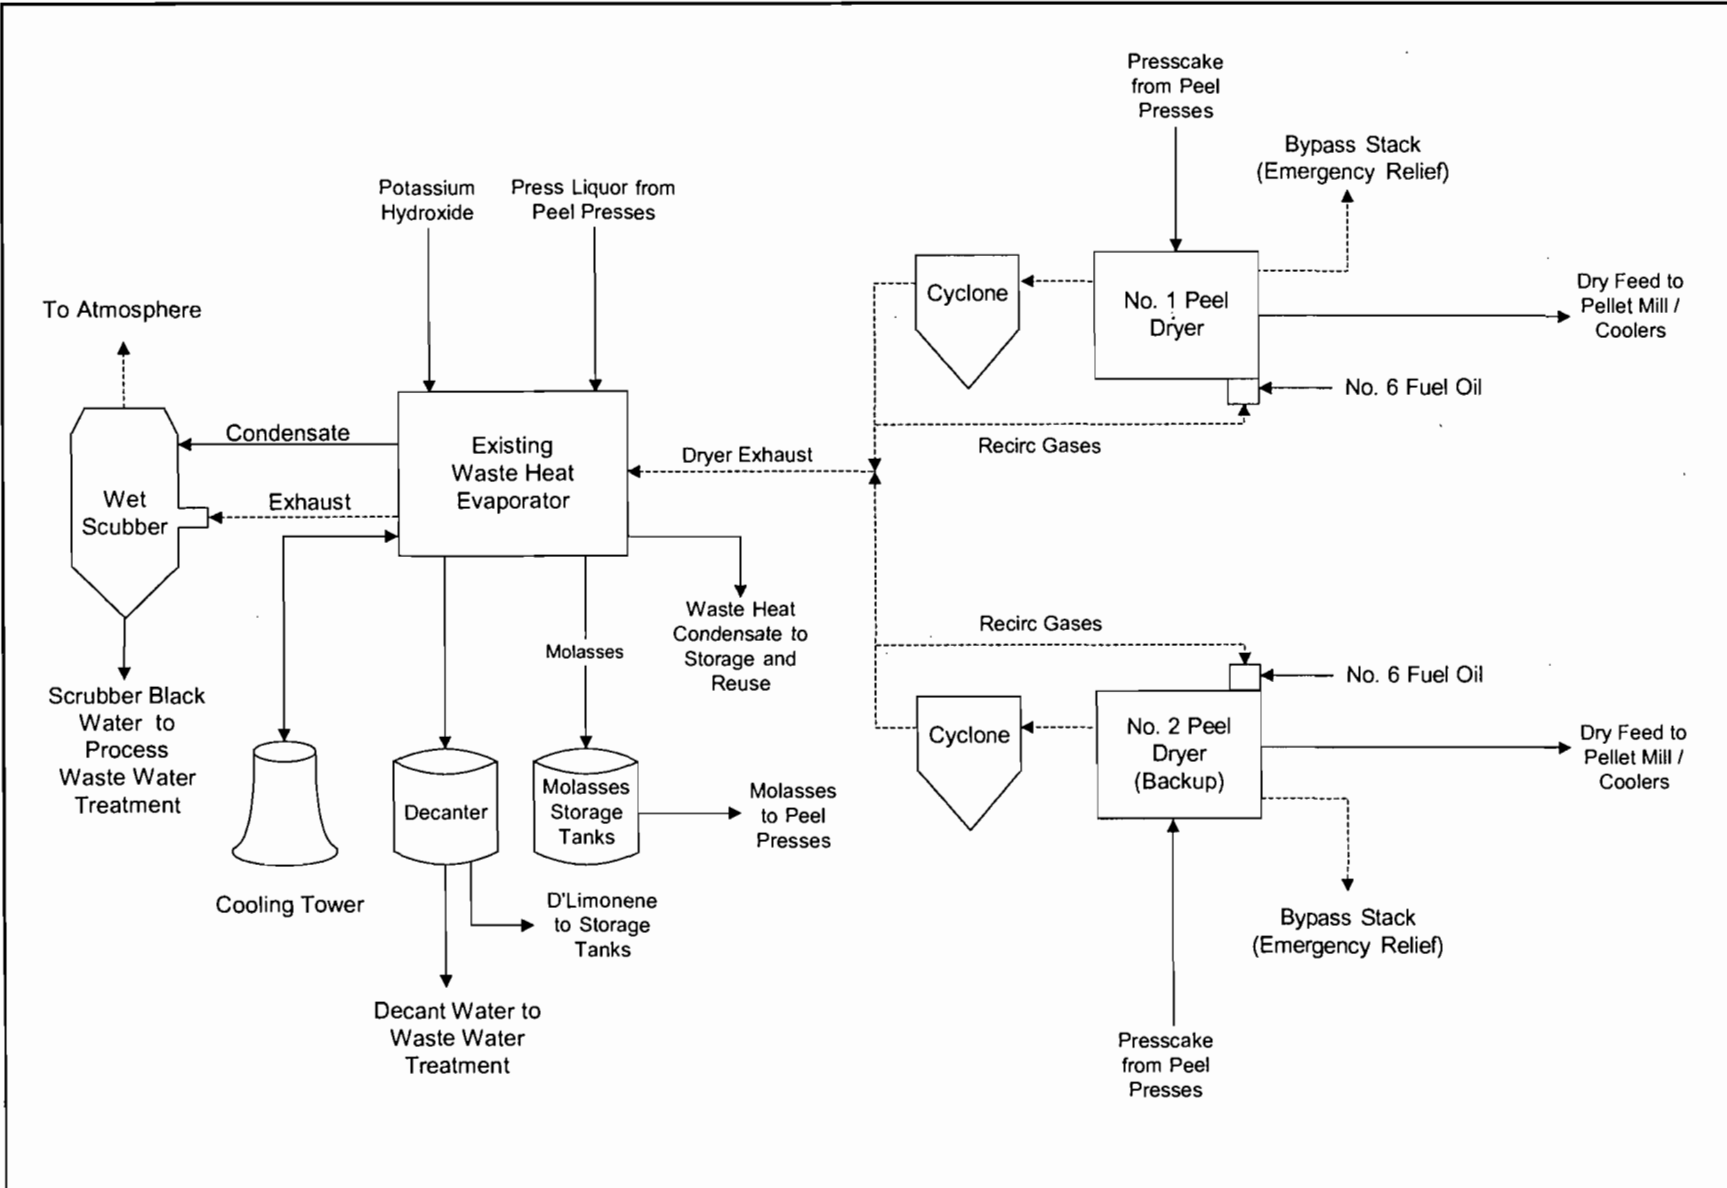 Presscake
from Peel
Presses
Bypass Stack
(Emergency Relief)
Potassium
Hydroxide
Press Liquor from
Peel Presses
To Atmosphere
Cyclone
No. 1 Peel
Dryer
Dry Feed to
Pellet Mill /
Coolers
No. 6 Fuel Oil
Recirc Gases
Condensate
Existing
Waste Heat
Evaporator
Dryer Exhaust
Wet
Scubber
Exhaust
Waste Heat
Condensate to
Storage and
Reuse
Molasses
Recirc Gases
No. 6 Fuel Oil
Scrubber Black
Water to
Process
Waste Water
Treatment
Cyclone
No. 2 Peel
Dryer
(Backup)
Dry Feed to
Pellet Mill /
Coolers
Decanter
Molasses
Storage
Tanks
Molasses
to Peel
Presses
Cooling Tower
D'Limonene
to Storage
Tanks
Bypass Stack
(Emergency Relief)
Decant Water to
Waste Water
Treatment
Presscake
from Peel
Presses